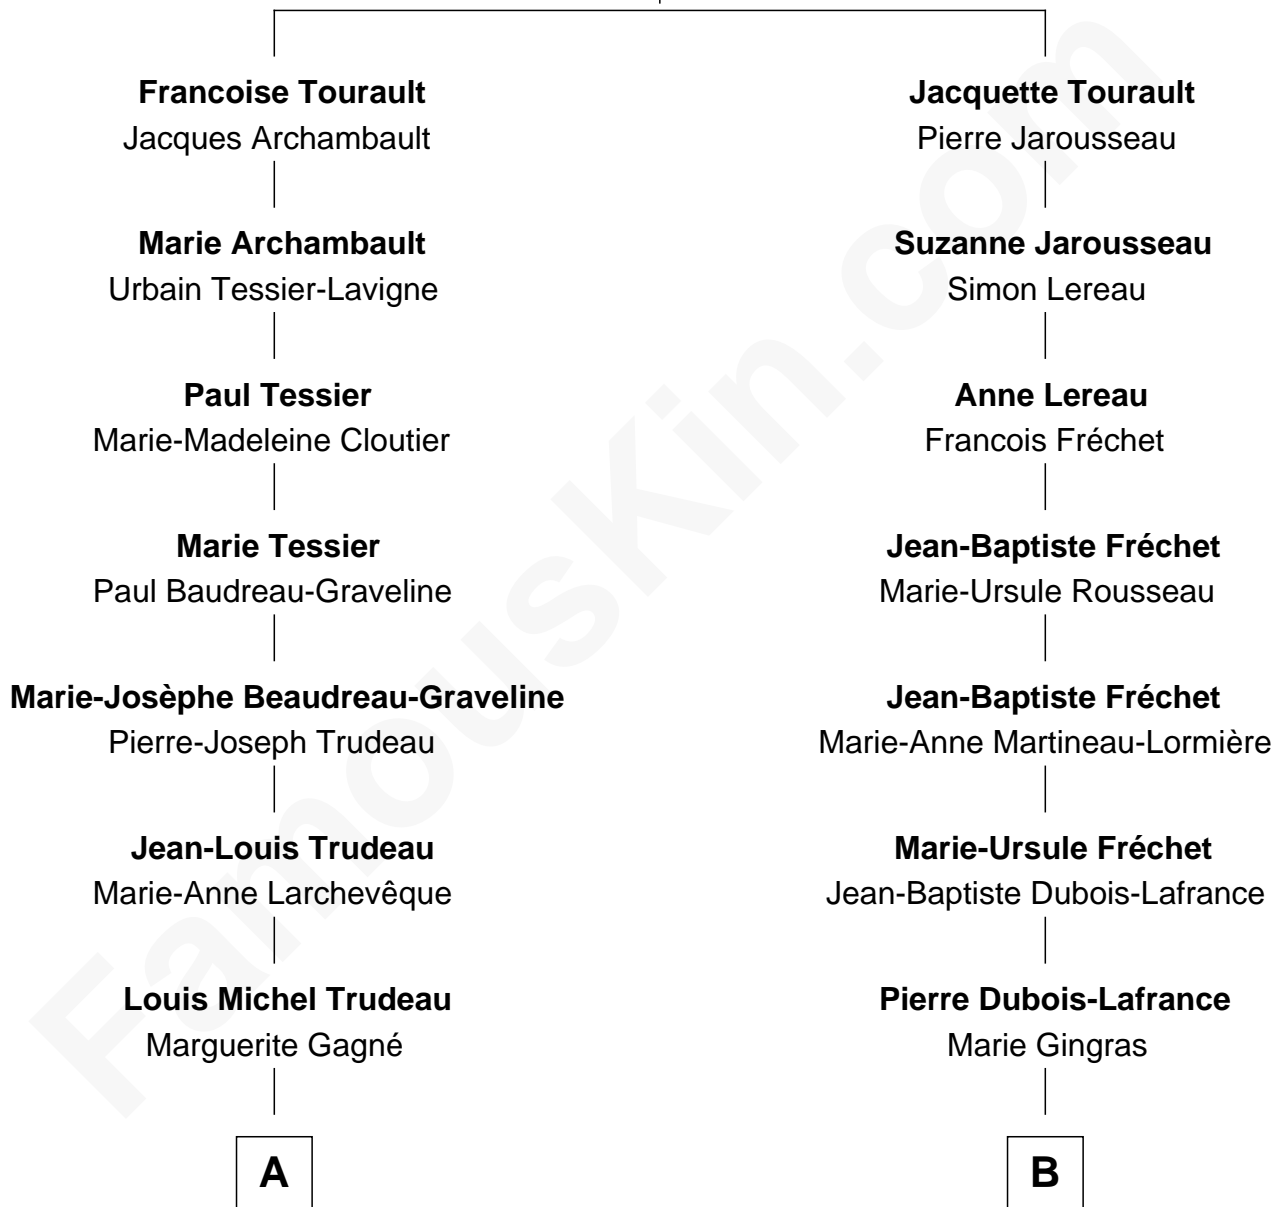 Francoise Tourault
Jacques Archambault
Marie Archambault
Urbain Tessier-Lavigne
Paul Tessier
Marie-Madeleine Cloutier
Marie Tessier
Paul Baudreau-Graveline
Marie-Josèphe Beaudreau-Graveline
Pierre-Joseph Trudeau
Jean-Louis Trudeau
Marie-Anne Larchevêque
Louis Michel Trudeau
Marguerite Gagné
A
Jacquette Tourault
Pierre Jarousseau
Suzanne Jarousseau
Simon Lereau
Anne Lereau
Francois Fréchet
Jean-Baptiste Fréchet
Marie-Ursule Rousseau
Jean-Baptiste Fréchet
Marie-Anne Martineau-Lormière
Marie-Ursule Fréchet
Jean-Baptiste Dubois-Lafrance
Pierre Dubois-Lafrance
Marie Gingras
B
FamousKin.com